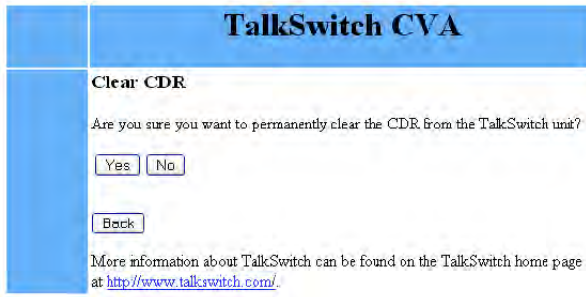 TalkSwitch CVA
Clear CDR
Are you sure you want to permanently clear the CDR from the TalkSwitch unit?
Yes No
Back
More information about TalkSwitch can be found on the TalkSwitch home page
at http://www.talkswitch.com/.